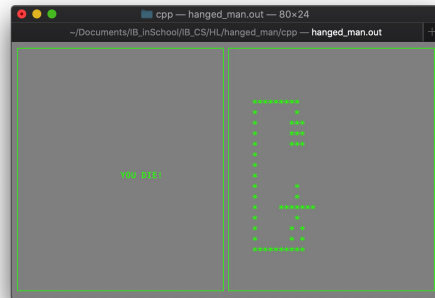 cpp — hanged_man.out — 80×24
~/Documents/IB_inSchool/IB_CS/HL/hanged_man/cpp — hanged_man.out
+
*********
*       *
*      ***
*      ***
*      ***
*
*
*
YOU DIE!
*       *
*       *
*    *******
*       *
*      * *
*      * *
**********